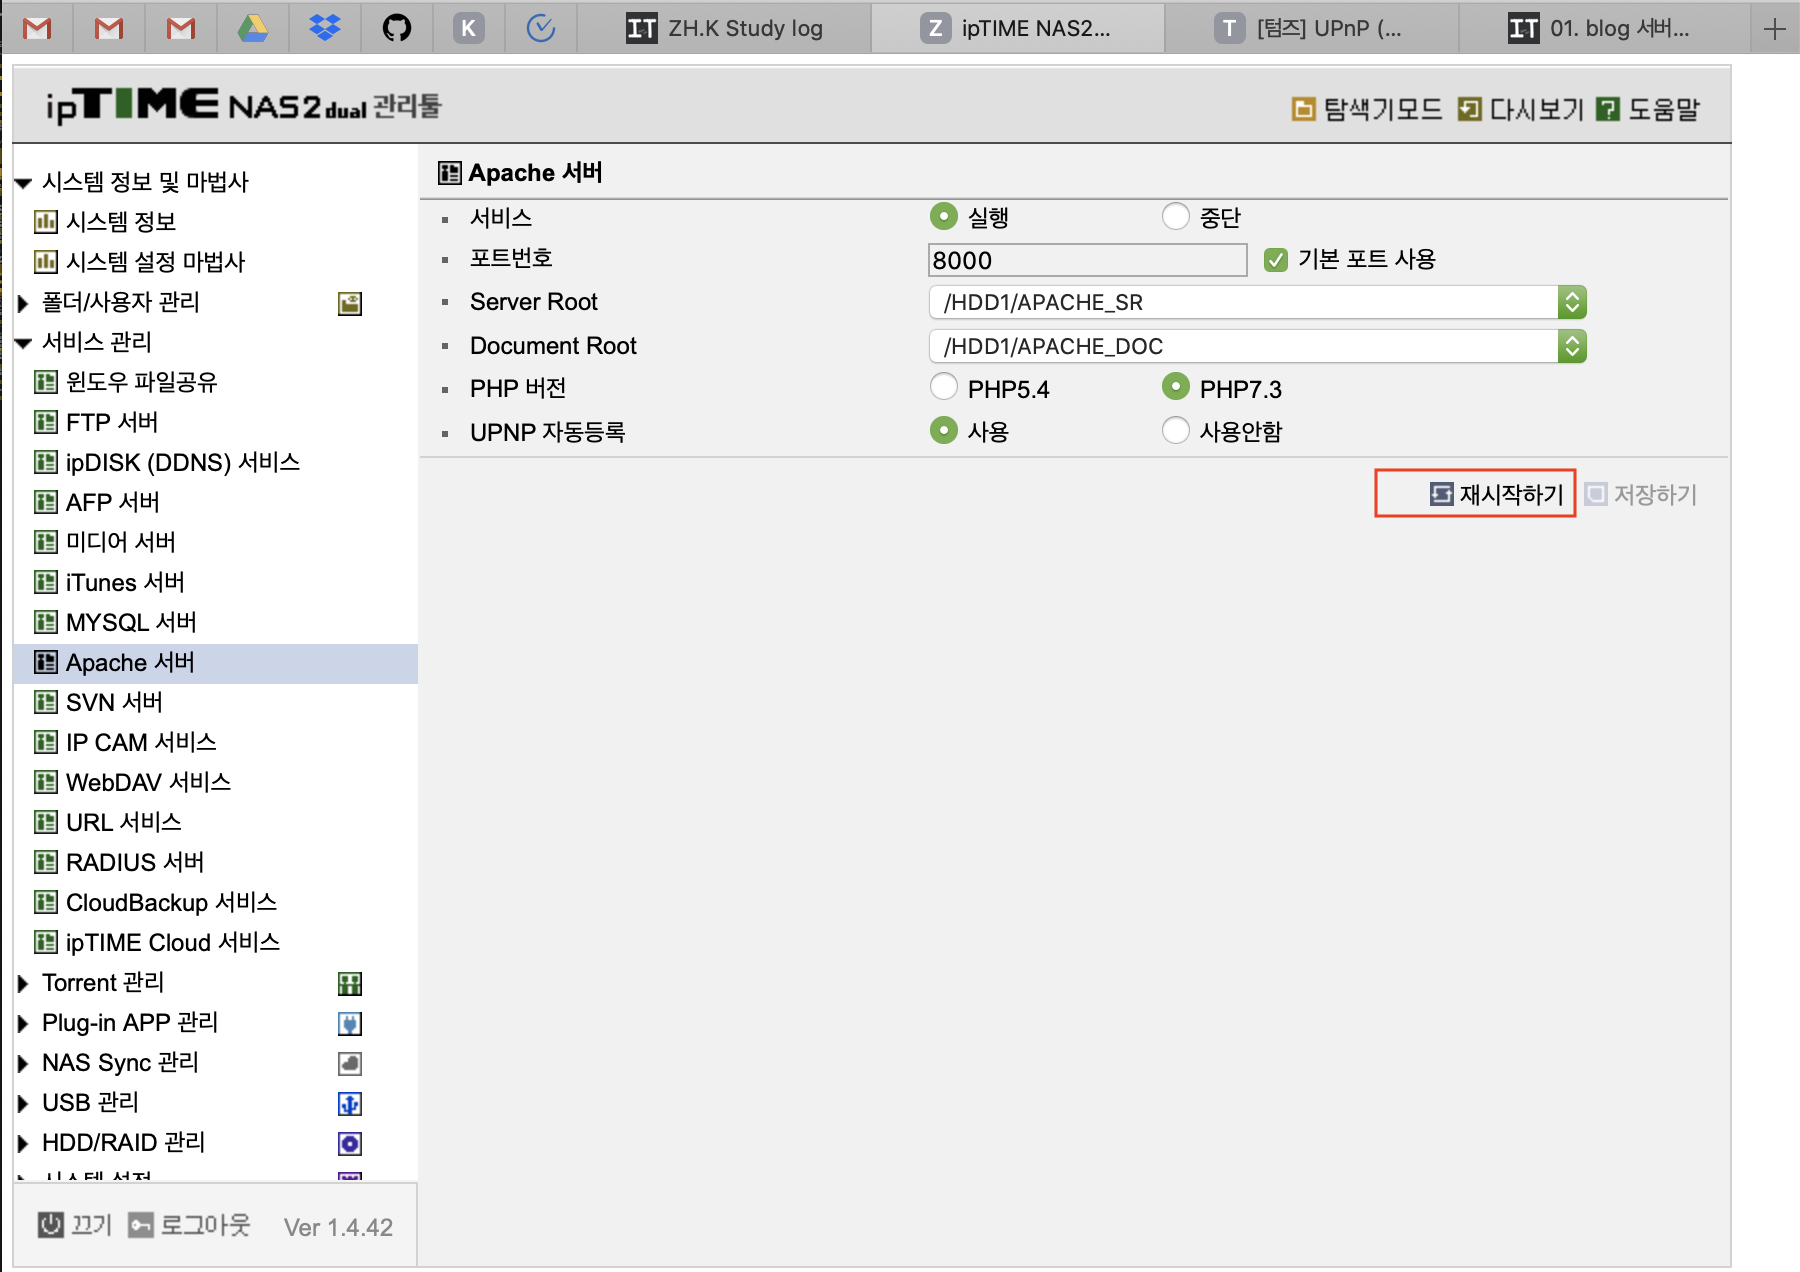 K
IT ZH.K Study log
Z ipTIME NAS2...
T [텀즈] UPnP (...
IT 01. blog 서버...
ipTIME NAS2dual 관리툴
탐색기모드 다시보기 ? 도움말
시스템 정보 및 마법사
시스템 정보
시스템 설정 마법사
폴더/사용자 관리
서비스 관리
윈도우 파일공유
FTP 서버
ipDISK (DDNS) 서비스
AFP 서버
미디어 서버
iTunes 서버
MYSQL 서버
Apache 서버
SVN 서버
IP CAM 서비스
WebDAV 서비스
URL 서비스
RADIUS 서버
CloudBackup 서비스
ipTIME Cloud 서비스
Torrent 관리
Plug-in APP 관리
NAS Sync 관리
USB 관리
HDD/RAID 관리
시스템 설정
끄기 로그아웃 Ver 1.4.42
Apache 서버
서비스 실행 중단
포트번호 8000 기본 포트 사용
Server Root /HDD1/APACHE_SR
Document Root /HDD1/APACHE_DOC
PHP 버전 PHP5.4 PHP7.3
UPNP 자동등록 사용 사용안함
재시작하기 저장하기